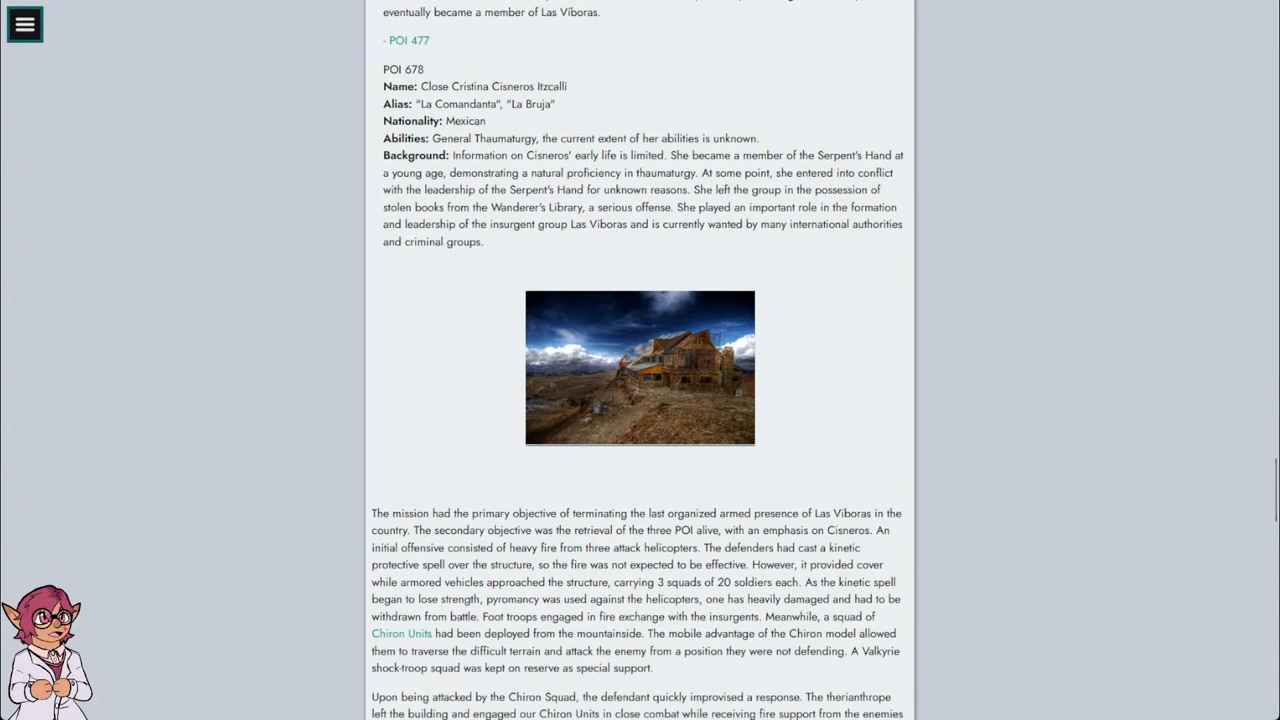 eventually became a member of Las Víboras.
- POI 477
POI 678
Name: Close Cristina Cisneros Itzcalli
Alias: "La Comandanta", "La Bruja"
Nationality: Mexican
Abilities: General Thaumaturgy, the current extent of her abilities is unknown.
Background: Information on Cisneros' early life is limited. She became a member of the Serpent's Hand at
a young age, demonstrating a natural proficiency in thaumaturgy. At some point, she entered into conflict
with the leadership of the Serpent's Hand for unknown reasons. She left the group in the possession of
stolen books from the Wanderer's Library, a serious offense. She played an important role in the formation
and leadership of the insurgent group Las Viboras and is currently wanted by many international authorities
and criminal groups.
The mission had the primary objective of terminating the last organized armed presence of Las Viboras in the
country. The secondary objective was the retrieval of the three POI alive, with an emphasis on Cisneros. An
initial offensive consisted of heavy fire from three attack helicopters. The defenders had cast a kinetic
protective spell over the structure, so the fire was not expected to be effective. However, it provided cover
while armored vehicles approached the structure, carrying 3 squads of 20 soldiers each. As the kinetic spell
began to lose strength, pyromancy was used against the helicopters, one has heavily damaged and had to be
withdrawn from battle. Foot troops engaged in fire exchange with the insurgents. Meanwhile, a squad of
Chiron Units had been deployed from the mountainside. The mobile advantage of the Chiron model allowed
them to traverse the difficult terrain and attack the enemy from a position they were not defending. A Valkyrie
shock-troop squad was kept on reserve as special support.
Upon being attacked by the Chiron Squad, the defendant quickly improvised a response. The therianthrope
left the building and engaged our Chiron Units in close combat while receiving fire support from the enemies